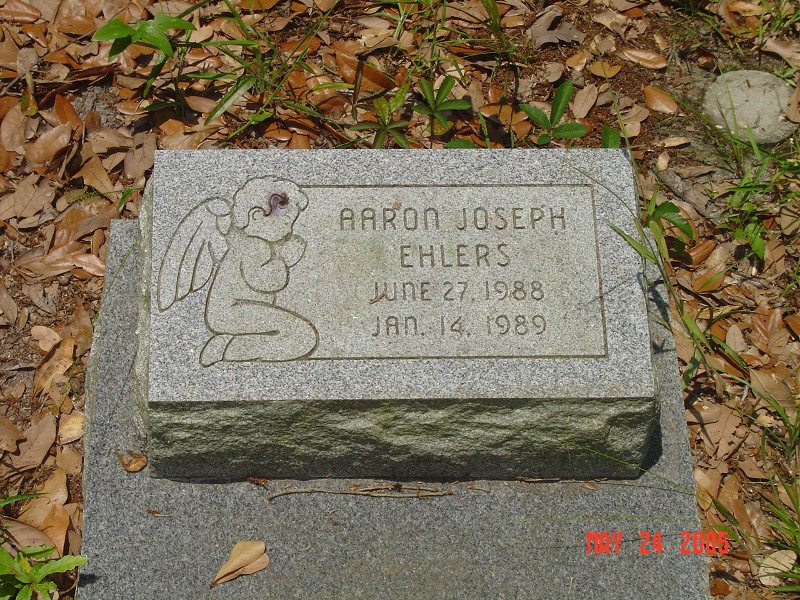 AARON JOSEPH
EHLERS
JUNE 27, 1988
JAN. 14, 1989
MAY 24 2005